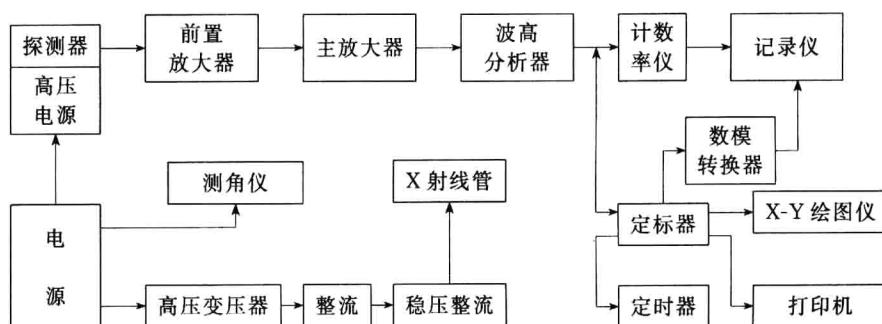 探测器
高压
电源
前置
放大器
主放大器
波高
分析器
计数
率仪
记录仪
数模
转换器
测角仪
X 射线管
定标器
X-Y 绘图仪
电
源
高压变压器
整流
稳压整流
定时器
打印机